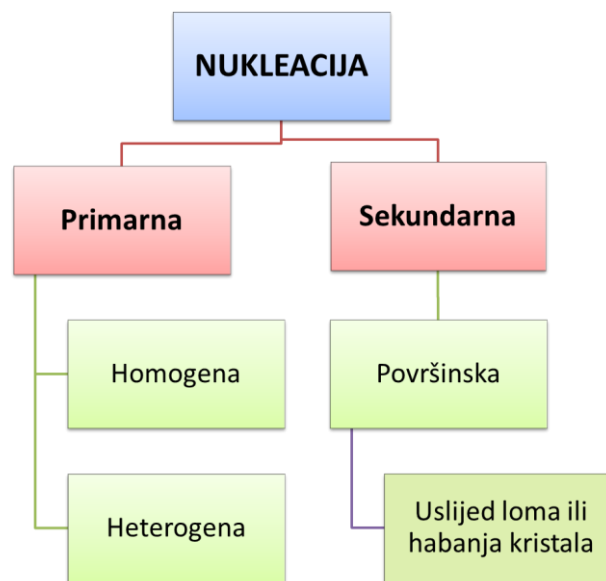 NUKLEACIJA
Primarna
Sekundarna
Homogena
Površinska
Heterogena
Uslijed loma ili
habanja kristala